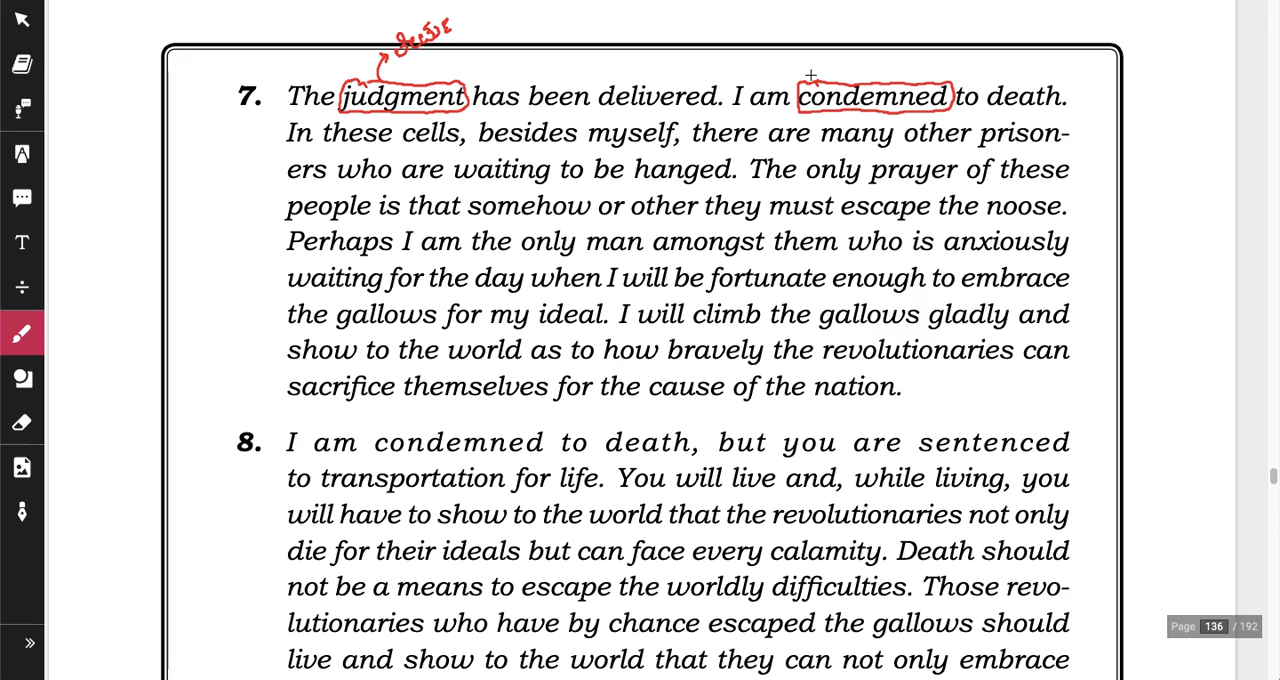 7. The judgment has been delivered. I am condemned to death.
In these cells, besides myself, there are many other prison-
ers who are waiting to be hanged. The only prayer of these
people is that somehow or other they must escape the noose.
Perhaps I am the only man amongst them who is anxiously
waiting for the day when I will be fortunate enough to embrace
the gallows for my ideal. I will climb the gallows gladly and
show to the world as to how bravely the revolutionaries can
sacrifice themselves for the cause of the nation.
8. I am condemned to death, but you are sentenced
to transportation for life. You will live and, while living, you
will have to show to the world that the revolutionaries not only
die for their ideals but can face every calamity. Death should
not be a means to escape the worldly difficulties. Those revo-
lutionaries who have by chance escaped the gallows should
live and show to the world that they can not only embrace
Page 136 / 192